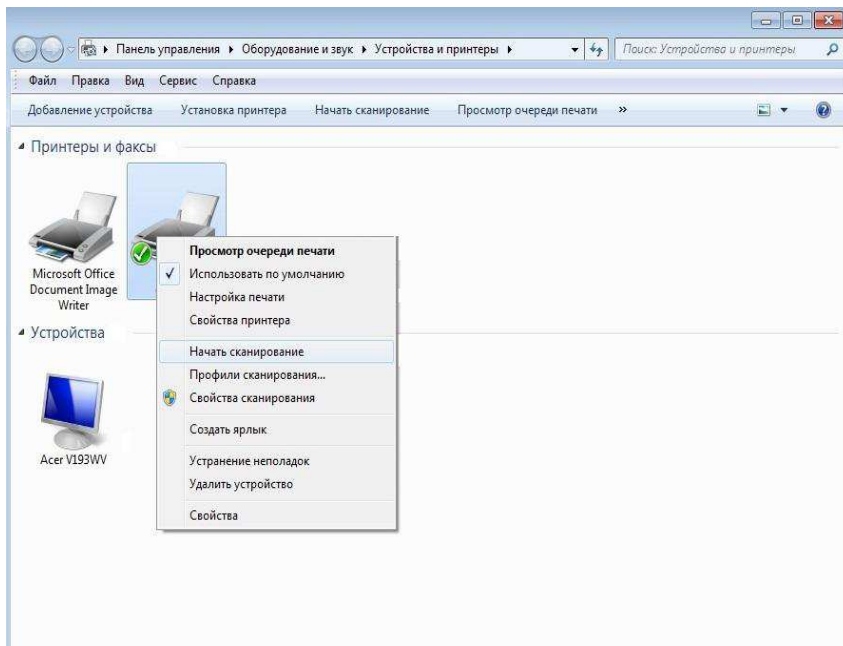 Панель управления ▸ Оборудование и звук ▸ Устройства и принтеры ▸
Поиск: Устройства и принтеры
Файл Правка Вид Сервис Справка
Добавление устройства Установка принтера Начать сканирование Просмотр очереди печати »
Принтеры и факсы
Microsoft Office
Document Image
Writer
Просмотр очереди печати
Использовать по умолчанию
Настройка печати
Свойства принтера
Начать сканирование
Профили сканирования...
Свойства сканирования
Создать ярлык
Устранение неполадок
Удалить устройство
Свойства
Устройства
Acer V193WV